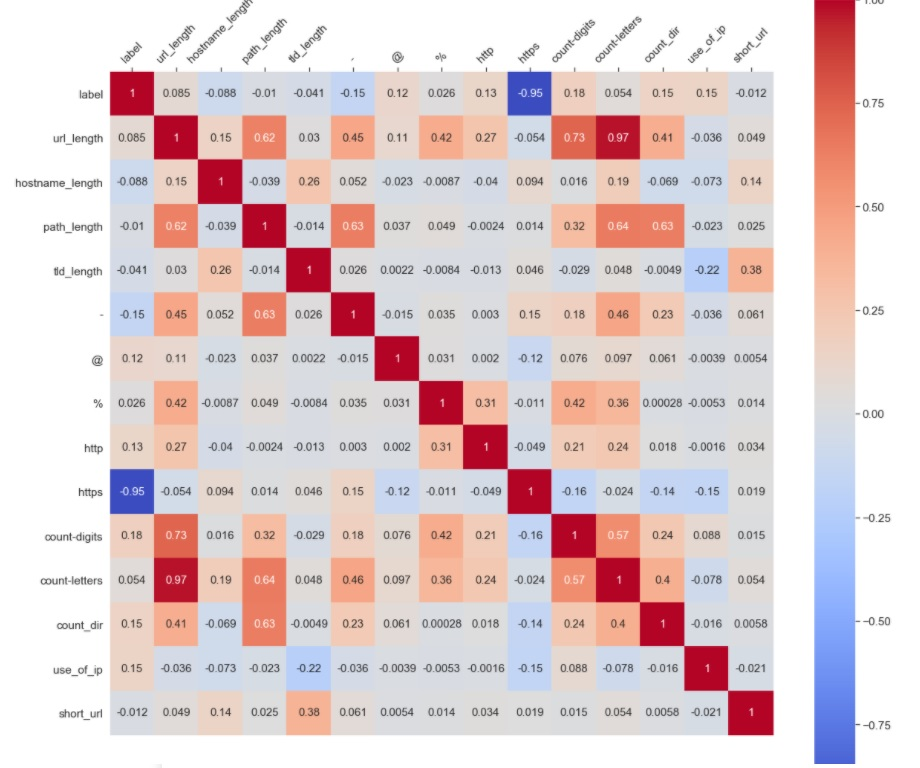 label url_length hostname_length path_length tld_length - @ % http https count-digits count-letters count_dir use_of_ip short_url
label 1 0.085 -0.088 -0.01 -0.041 -0.15 0.12 0.026 0.13 -0.95 0.18 0.054 0.15 0.15 -0.012
url_length 0.085 1 0.15 0.62 0.03 0.45 0.11 0.42 0.27 -0.054 0.73 0.97 0.41 -0.036 0.049
hostname_length -0.088 0.15 1 -0.039 0.26 0.052 -0.023 -0.0087 -0.04 0.094 0.016 0.19 -0.069 -0.073 0.14
path_length -0.01 0.62 -0.039 1 -0.014 0.63 0.037 0.049 -0.0024 0.014 0.32 0.64 0.63 -0.023 0.025
tld_length -0.041 0.03 0.26 -0.014 1 0.026 0.0022 -0.0084 -0.013 0.046 -0.029 0.048 -0.0049 -0.22 0.38
- -0.15 0.45 0.052 0.63 0.026 1 -0.015 0.035 0.003 0.15 0.18 0.46 0.23 -0.036 0.061
@ 0.12 0.11 -0.023 0.037 0.0022 -0.015 1 0.031 0.002 -0.12 0.076 0.097 0.061 -0.0039 0.0054
% 0.026 0.42 -0.0087 0.049 -0.0084 0.035 0.031 1 0.31 -0.011 0.42 0.36 0.00028 -0.0053 0.014
http 0.13 0.27 -0.04 -0.0024 -0.013 0.003 0.002 0.31 1 -0.049 0.21 0.24 0.018 -0.0016 0.034
https -0.95 -0.054 0.094 0.014 0.046 0.15 -0.12 -0.011 -0.049 1 -0.16 -0.024 -0.14 -0.15 0.019
count-digits 0.18 0.73 0.016 0.32 -0.029 0.18 0.076 0.42 0.21 -0.16 1 0.57 0.24 0.088 0.015
count-letters 0.054 0.97 0.19 0.64 0.048 0.46 0.097 0.36 0.24 -0.024 0.57 1 0.4 -0.078 0.054
count_dir 0.15 0.41 -0.069 0.63 -0.0049 0.23 0.061 0.00028 0.018 -0.14 0.24 0.4 1 -0.016 0.0058
use_of_ip 0.15 -0.036 -0.073 -0.023 -0.22 -0.036 -0.0039 -0.0053 -0.0016 -0.15 0.088 -0.078 -0.016 1 -0.021
short_url -0.012 0.049 0.14 0.025 0.38 0.061 0.0054 0.014 0.034 0.019 0.015 0.054 0.0058 -0.021 1
1.00
0.75
0.50
0.25
0.00
−0.25
−0.50
−0.75